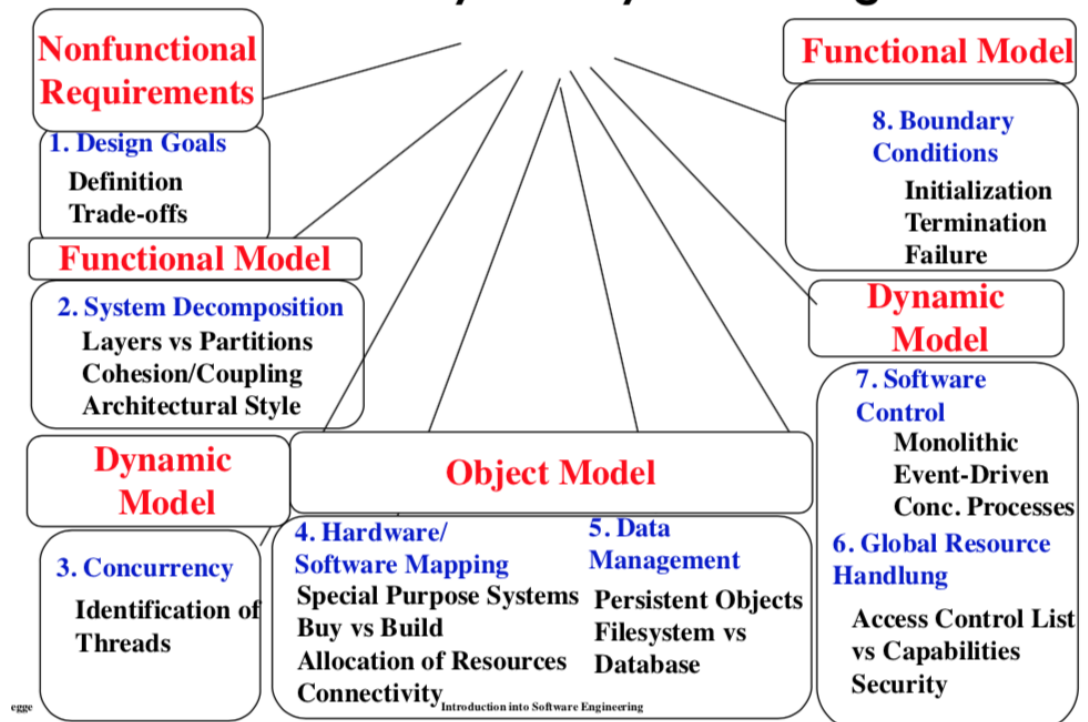 Nonfunctional
Requirements
1. Design Goals
Definition
Trade-offs
Functional Model
2. System Decomposition
Layers vs Partitions
Cohesion/Coupling
Architectural Style
Dynamic
Model
3. Concurrency
Identification of
Threads
Object Model
4. Hardware/
Software Mapping
Special Purpose Systems
Buy vs Build
Allocation of Resources
Connectivity
5. Data
Management
Persistent Objects
Filesystem vs
Database
Functional Model
8. Boundary
Conditions
Initialization
Termination
Failure
Dynamic
Model
7. Software
Control
Monolithic
Event-Driven
Conc. Processes
6. Global Resource
Handlung
Access Control List
vs Capabilities
Security
egge
Introduction into Software Engineering